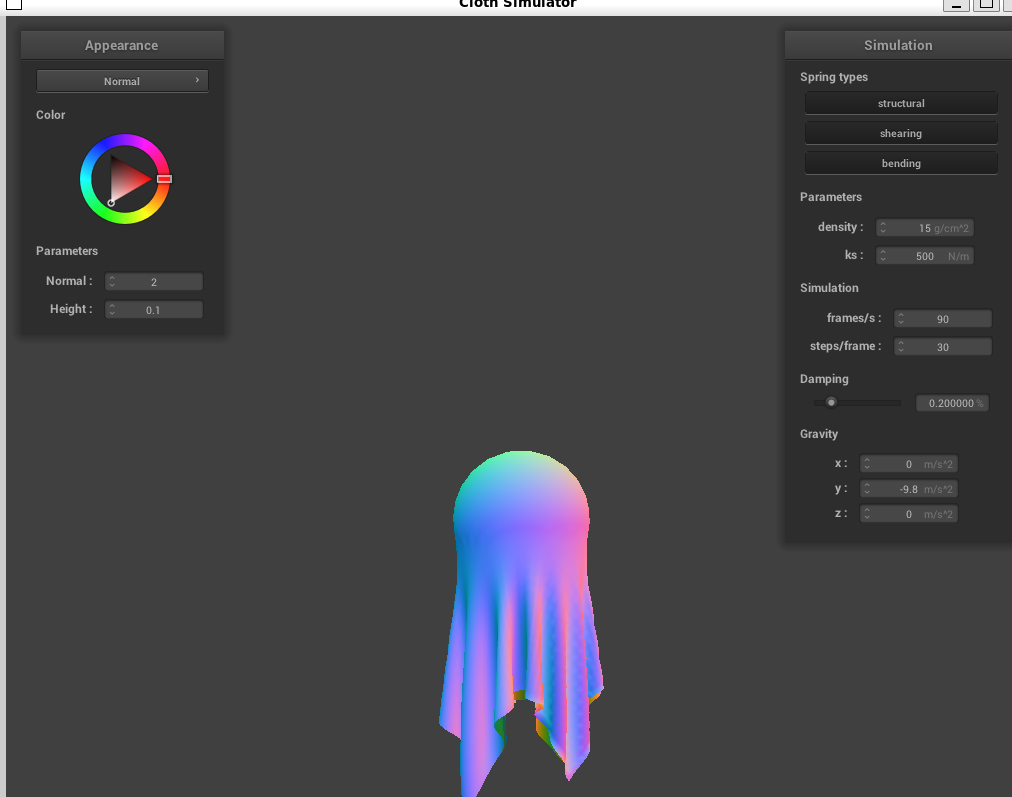 Cloth Simulator
Appearance
Normal
Color
Parameters
Normal : 2
Height : 0.1
Simulation
Spring types
structural
shearing
bending
Parameters
density : 15 g/cm^2
ks : 500 N/m
Simulation
frames/s : 90
steps/frame : 30
Damping
0.200000 %
Gravity
x : 0 m/s^2
y : -9.8 m/s^2
z : 0 m/s^2